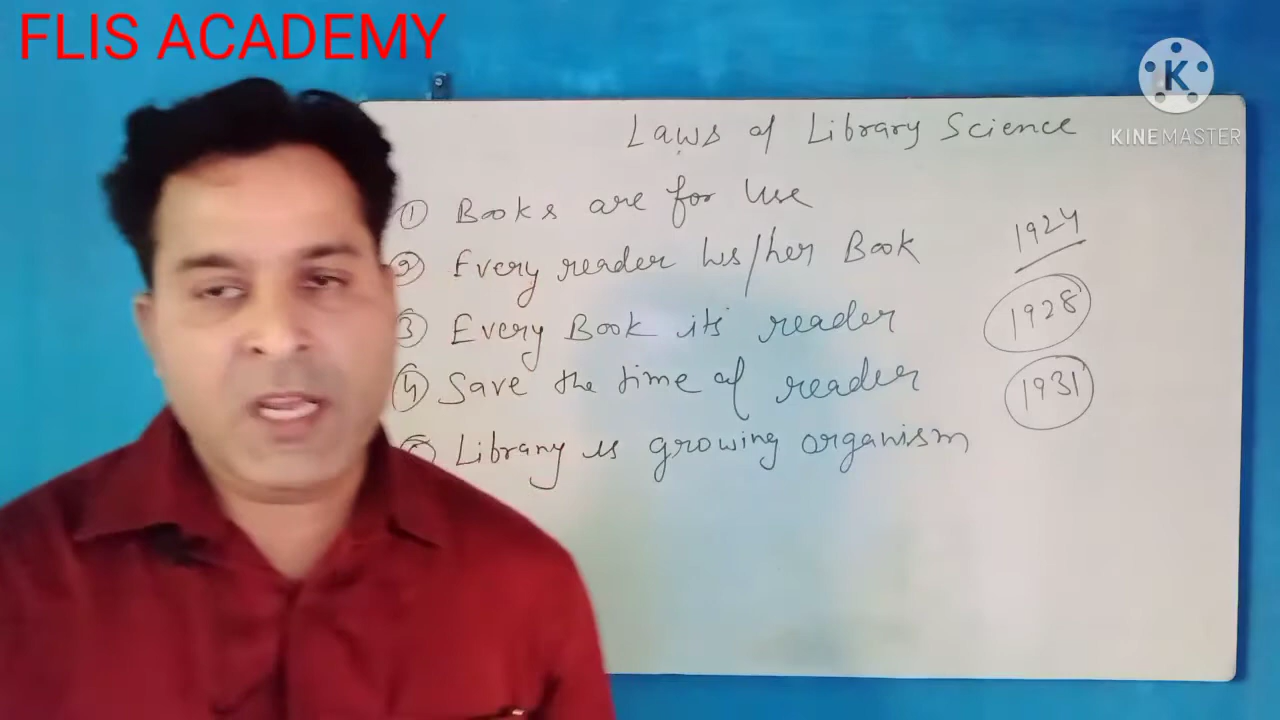 FLIS ACADEMY
K
KINEMASTER
Laws of Library Science
① Books are for Use
② Every reader his/her Book
③ Every Book its reader
④ Save the time of reader
Library is growing organism
1924
1928
1931